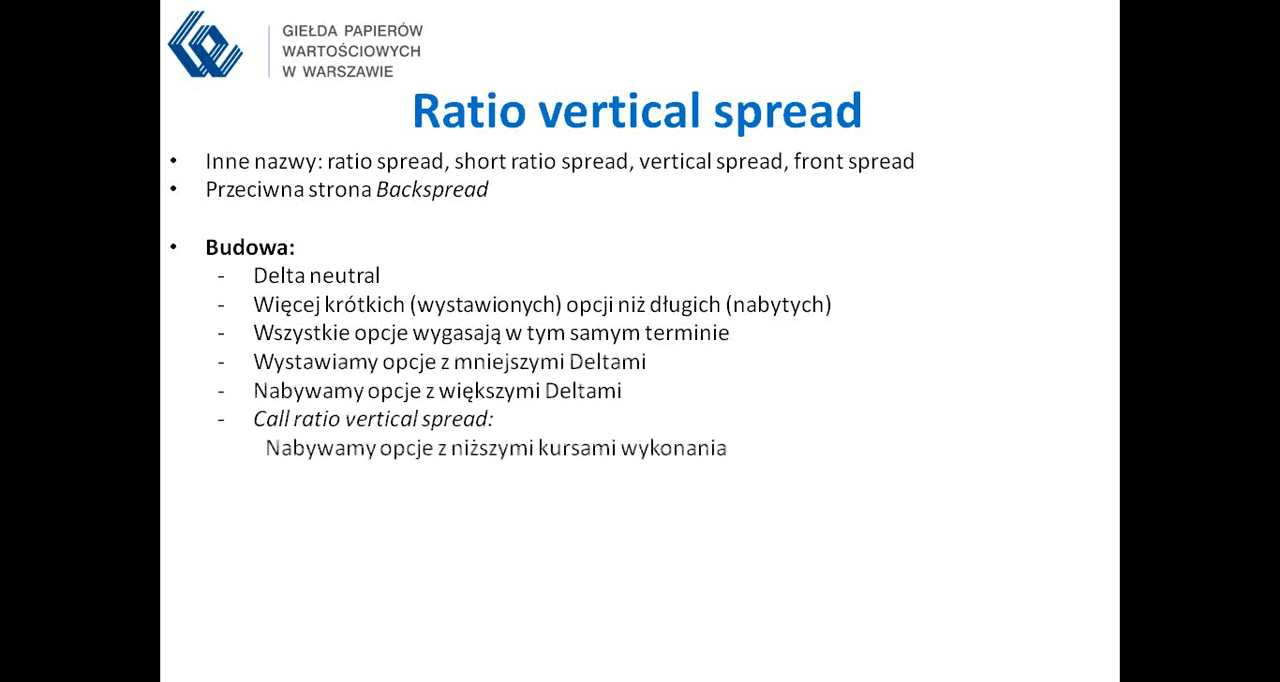 GIEŁDA PAPIERÓW
WARTOŚCIOWYCH
W WARSZAWIE
Ratio vertical spread
• Inne nazwy: ratio spread, short ratio spread, vertical spread, front spread
• Przeciwna strona Backspread
• Budowa:
- Delta neutral
- Więcej krótkich (wystawionych) opcji niż długich (nabytych)
- Wszystkie opcje wygasają w tym samym terminie
- Wystawiamy opcje z mniejszymi Deltami
- Nabywamy opcje z większymi Deltami
- Call ratio vertical spread:
Nabywamy opcje z niższymi kursami wykonania